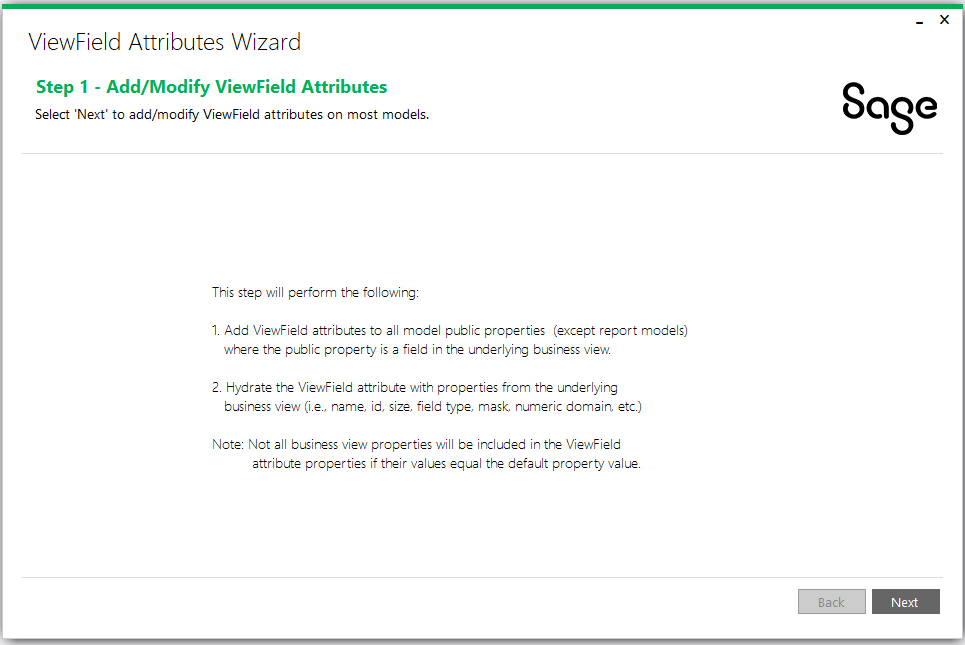 ViewField Attributes Wizard
Step 1 - Add/Modify ViewField Attributes
Select 'Next' to add/modify ViewField attributes on most models.
Sage
This step will perform the following:
1. Add ViewField attributes to all model public properties  (except report models)
where the public property is a field in the underlying business view.
2. Hydrate the ViewField attribute with properties from the underlying
business view (i.e., name, id, size, field type, mask, numeric domain, etc.)
Note: Not all business view properties will be included in the ViewField
attribute properties if their values equal the default property value.
Back
Next